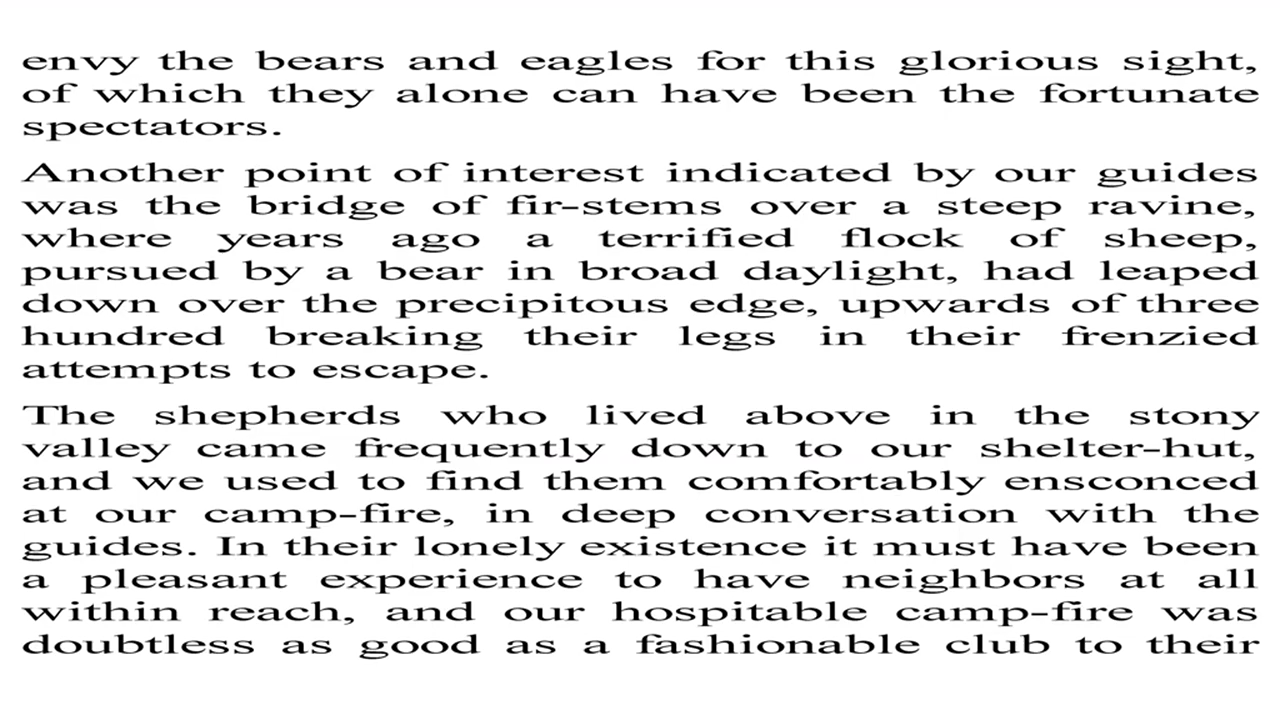 envy the bears and eagles for this glorious sight,
of which they alone can have been the fortunate
spectators.
Another point of interest indicated by our guides
was the bridge of fir-stems over a steep ravine,
where years ago a terrified flock of sheep,
pursued by a bear in broad daylight, had leaped
down over the precipitous edge, upwards of three
hundred breaking their legs in their frenzied
attempts to escape.
The shepherds who lived above in the stony
valley came frequently down to our shelter-hut,
and we used to find them comfortably ensconced
at our camp-fire, in deep conversation with the
guides. In their lonely existence it must have been
a pleasant experience to have neighbors at all
within reach, and our hospitable camp-fire was
doubtless as good as a fashionable club to their